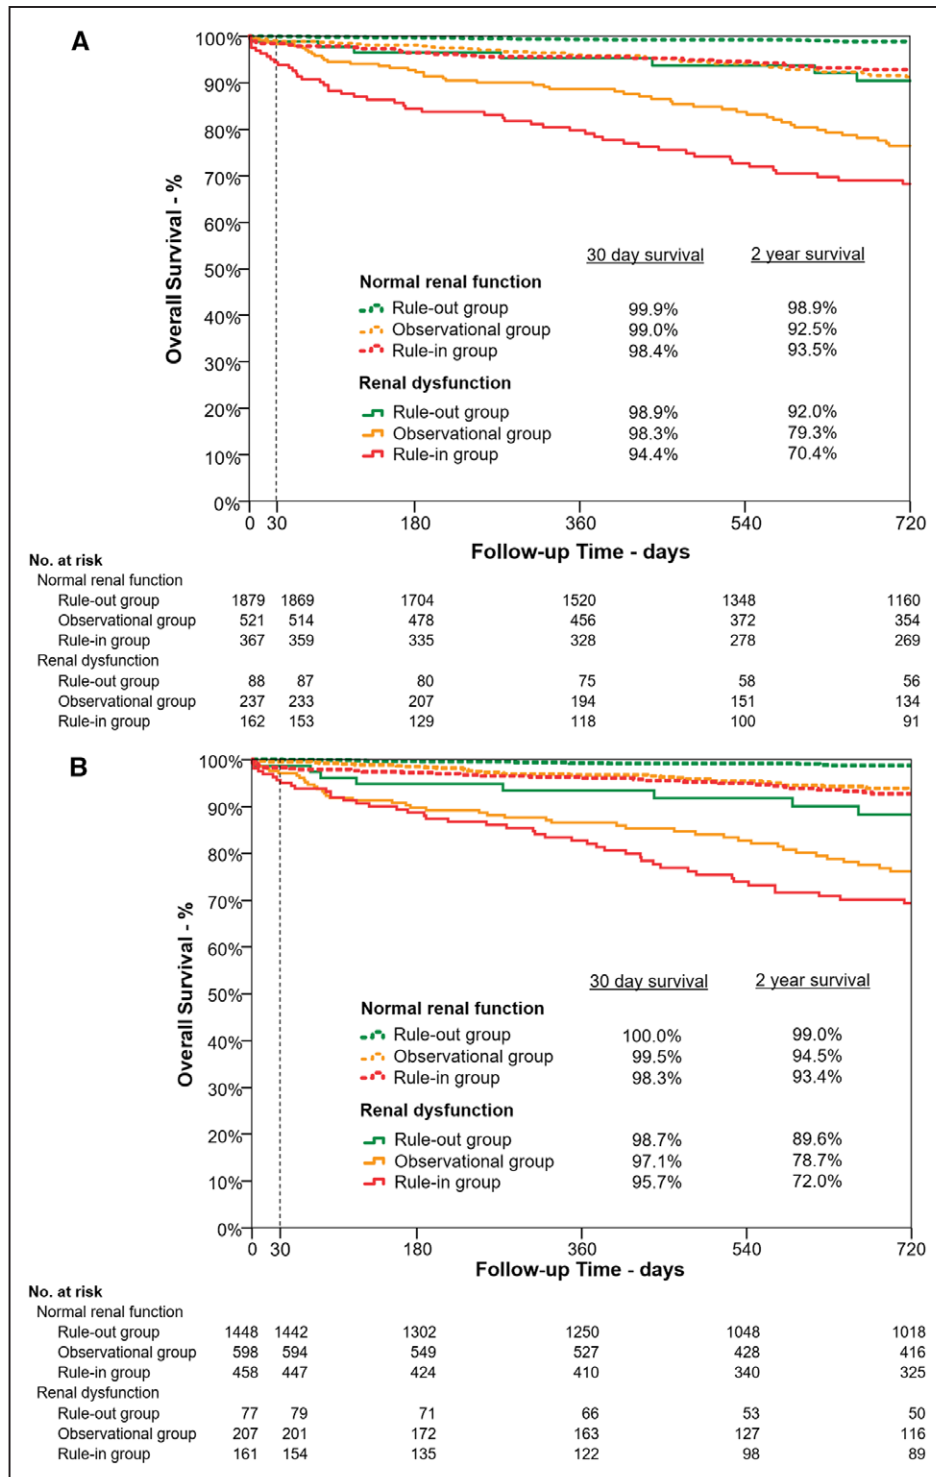 A
100%
90%
80%
70%
60%
50%
40%
30%
20%
10%
0%
Overall Survival - %
30 day survival 2 year survival
Normal renal function
Rule-out group 99.9% 98.9%
Observational group 99.0% 92.5%
Rule-in group 98.4% 93.5%
Renal dysfunction
Rule-out group 98.9% 92.0%
Observational group 98.3% 79.3%
Rule-in group 94.4% 70.4%
0 30 180 360 540 720
Follow-up Time - days
No. at risk
Normal renal function
Rule-out group 1879 1869 1704 1520 1348 1160
Observational group 521 514 478 456 372 354
Rule-in group 367 359 335 328 278 269
Renal dysfunction
Rule-out group 88 87 80 75 58 56
Observational group 237 233 207 194 151 134
Rule-in group 162 153 129 118 100 91
B
100%
90%
80%
70%
60%
50%
40%
30%
20%
10%
0%
Overall Survival - %
30 day survival 2 year survival
Normal renal function
Rule-out group 100.0% 99.0%
Observational group 99.5% 94.5%
Rule-in group 98.3% 93.4%
Renal dysfunction
Rule-out group 98.7% 89.6%
Observational group 97.1% 78.7%
Rule-in group 95.7% 72.0%
0 30 180 360 540 720
Follow-up Time - days
No. at risk
Normal renal function
Rule-out group 1448 1442 1302 1250 1048 1018
Observational group 598 594 549 527 428 416
Rule-in group 458 447 424 410 340 325
Renal dysfunction
Rule-out group 77 79 71 66 53 50
Observational group 207 201 172 163 127 116
Rule-in group 161 154 135 122 98 89